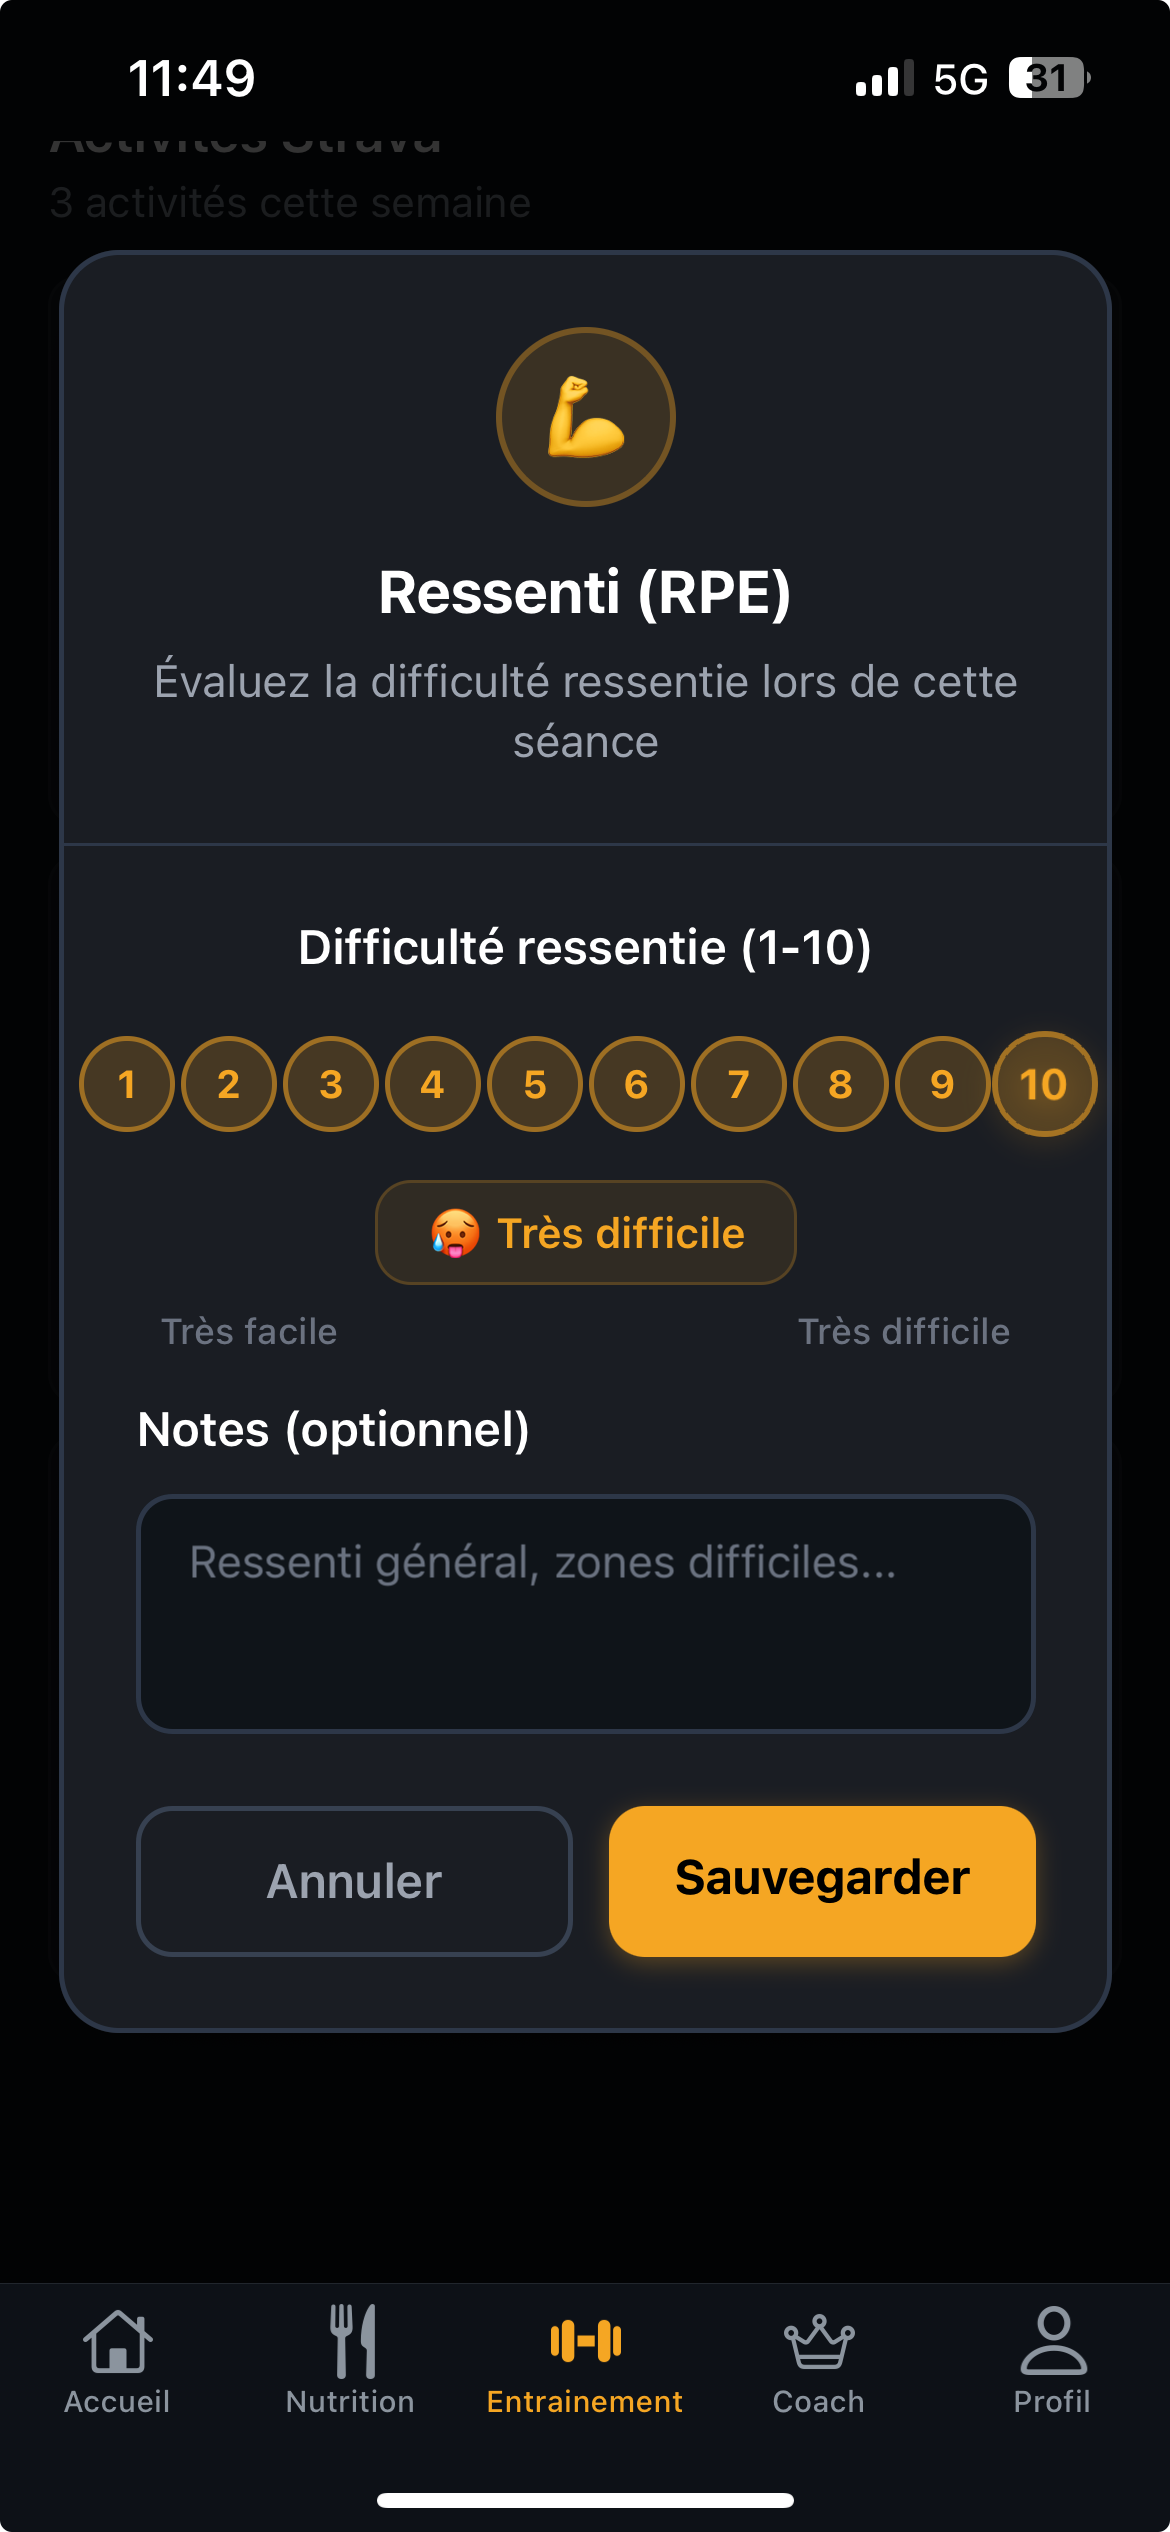 11:49
5G
31
Activités Strava
3 activités cette semaine
Ressenti (RPE)
Évaluez la difficulté ressentie lors de cette
séance
Difficulté ressentie (1-10)
1 2 3 4 5 6 7 8 9 10
Très difficile
Très facile
Très difficile
Notes (optionnel)
Ressenti général, zones difficiles...
Annuler
Sauvegarder
Accueil
Nutrition
Entrainement
Coach
Profil